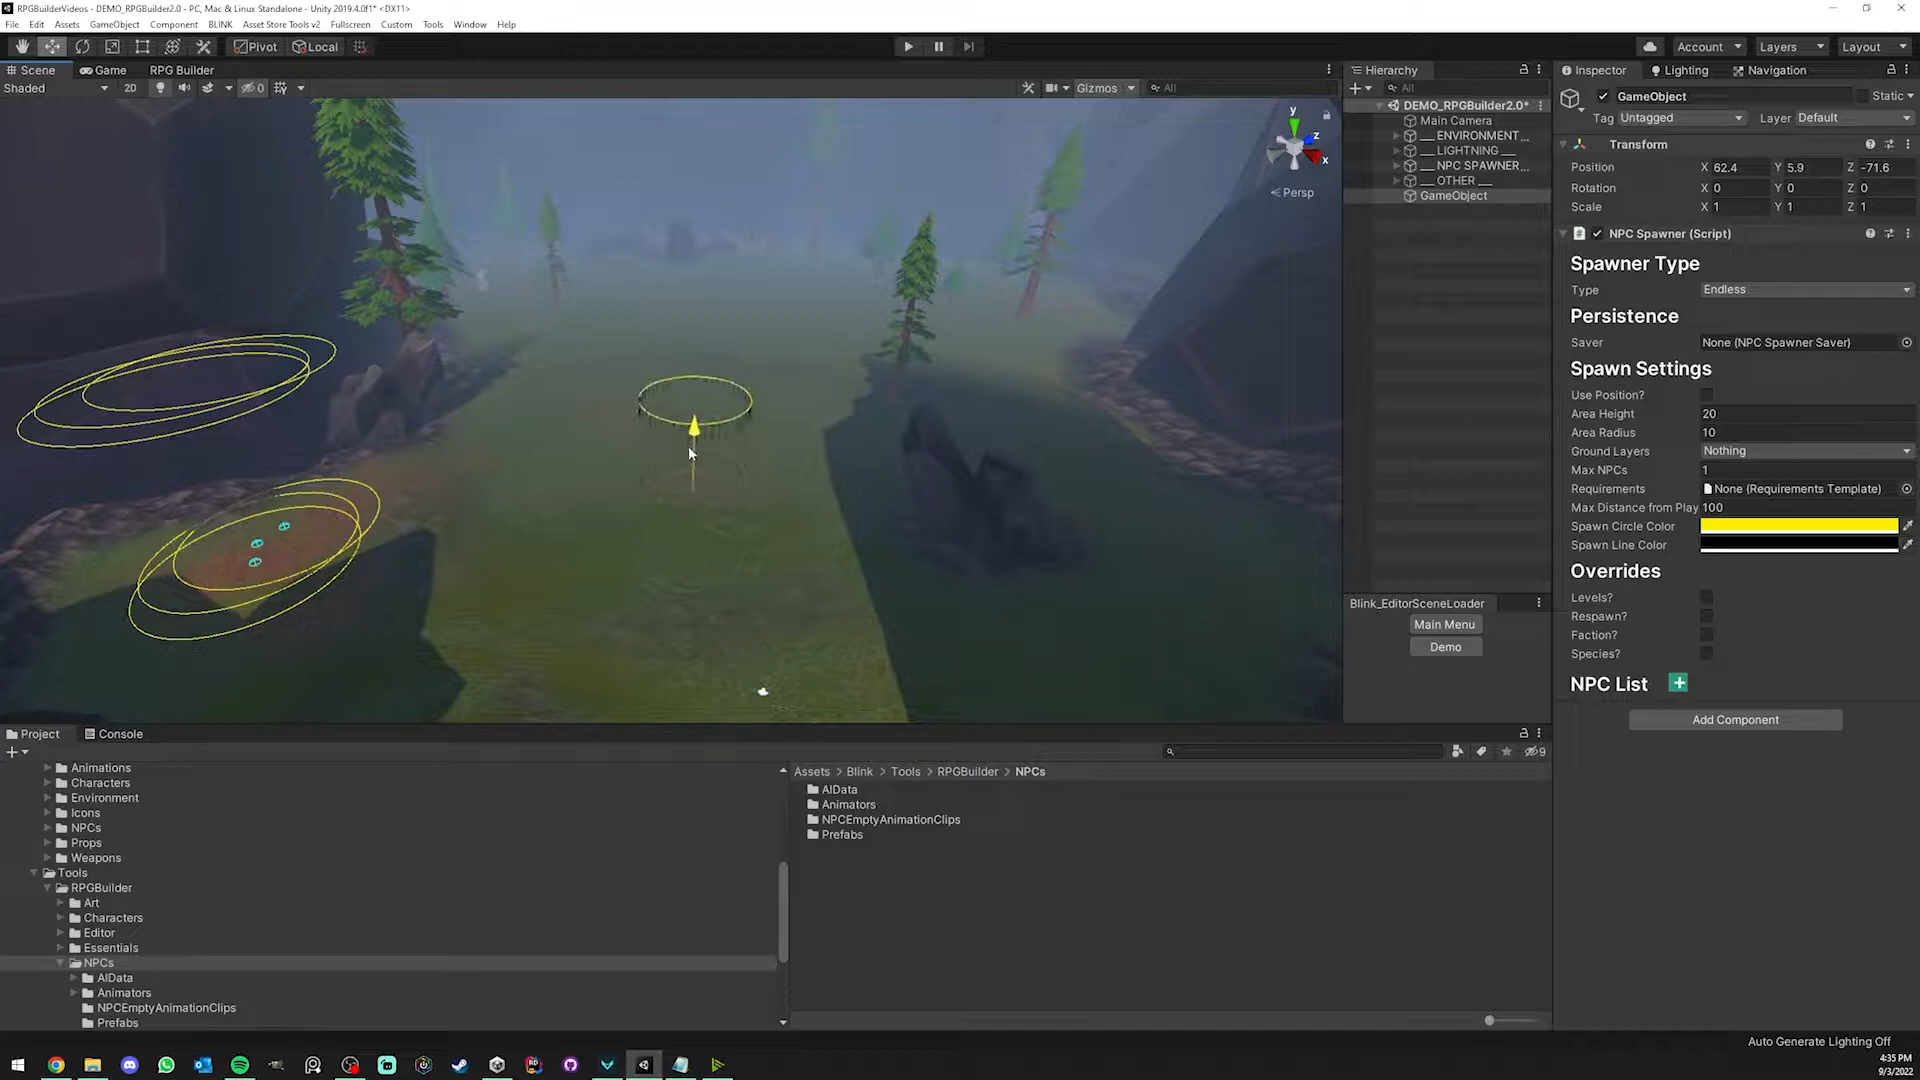 RPGBuilderVideos - DEMO_RPGBuilder2.0 - PC, Mac & Linux Standalone - Unity 2019.4.0f1* <DX11>
File Edit Assets GameObject Component BLINK Asset Store Tools v2 Fullscreen Custom Tools Window Help
Pivot Local Account Layers Layout
Scene Game RPG Builder
Shaded 2D 0 Gizmos All
y
z
x
Persp
Hierarchy
All
DEMO_RPGBuilder2.0*
Main Camera
__ ENVIRONMENT...
__ LIGHTNING __
__ NPC SPAWNER...
__ OTHER __
GameObject
Blink_EditorSceneLoader
Main Menu
Demo
Inspector Lighting Navigation
GameObject Static
Tag Untagged Layer Default
Transform
Position X 62.4 Y 5.9 Z -71.6
Rotation X 0 Y 0 Z 0
Scale X 1 Y 1 Z 1
NPC Spawner (Script)
Spawner Type
Type Endless
Persistence
Saver None (NPC Spawner Saver)
Spawn Settings
Use Position?
Area Height 20
Area Radius 10
Ground Layers Nothing
Max NPCs 1
Requirements None (Requirements Template)
Max Distance from Play 100
Spawn Circle Color
Spawn Line Color
Overrides
Levels?
Respawn?
Faction?
Species?
NPC List +
Add Component
Project Console
9
Animations
Characters
Environment
Icons
NPCs
Props
Weapons
Tools
RPGBuilder
Art
Characters
Editor
Essentials
NPCs
AIData
Animators
NPCEmptyAnimationClips
Prefabs
Assets > Blink > Tools > RPGBuilder > NPCs
AIData
Animators
NPCEmptyAnimationClips
Prefabs
Auto Generate Lighting Off
4:35 PM
9/3/2022